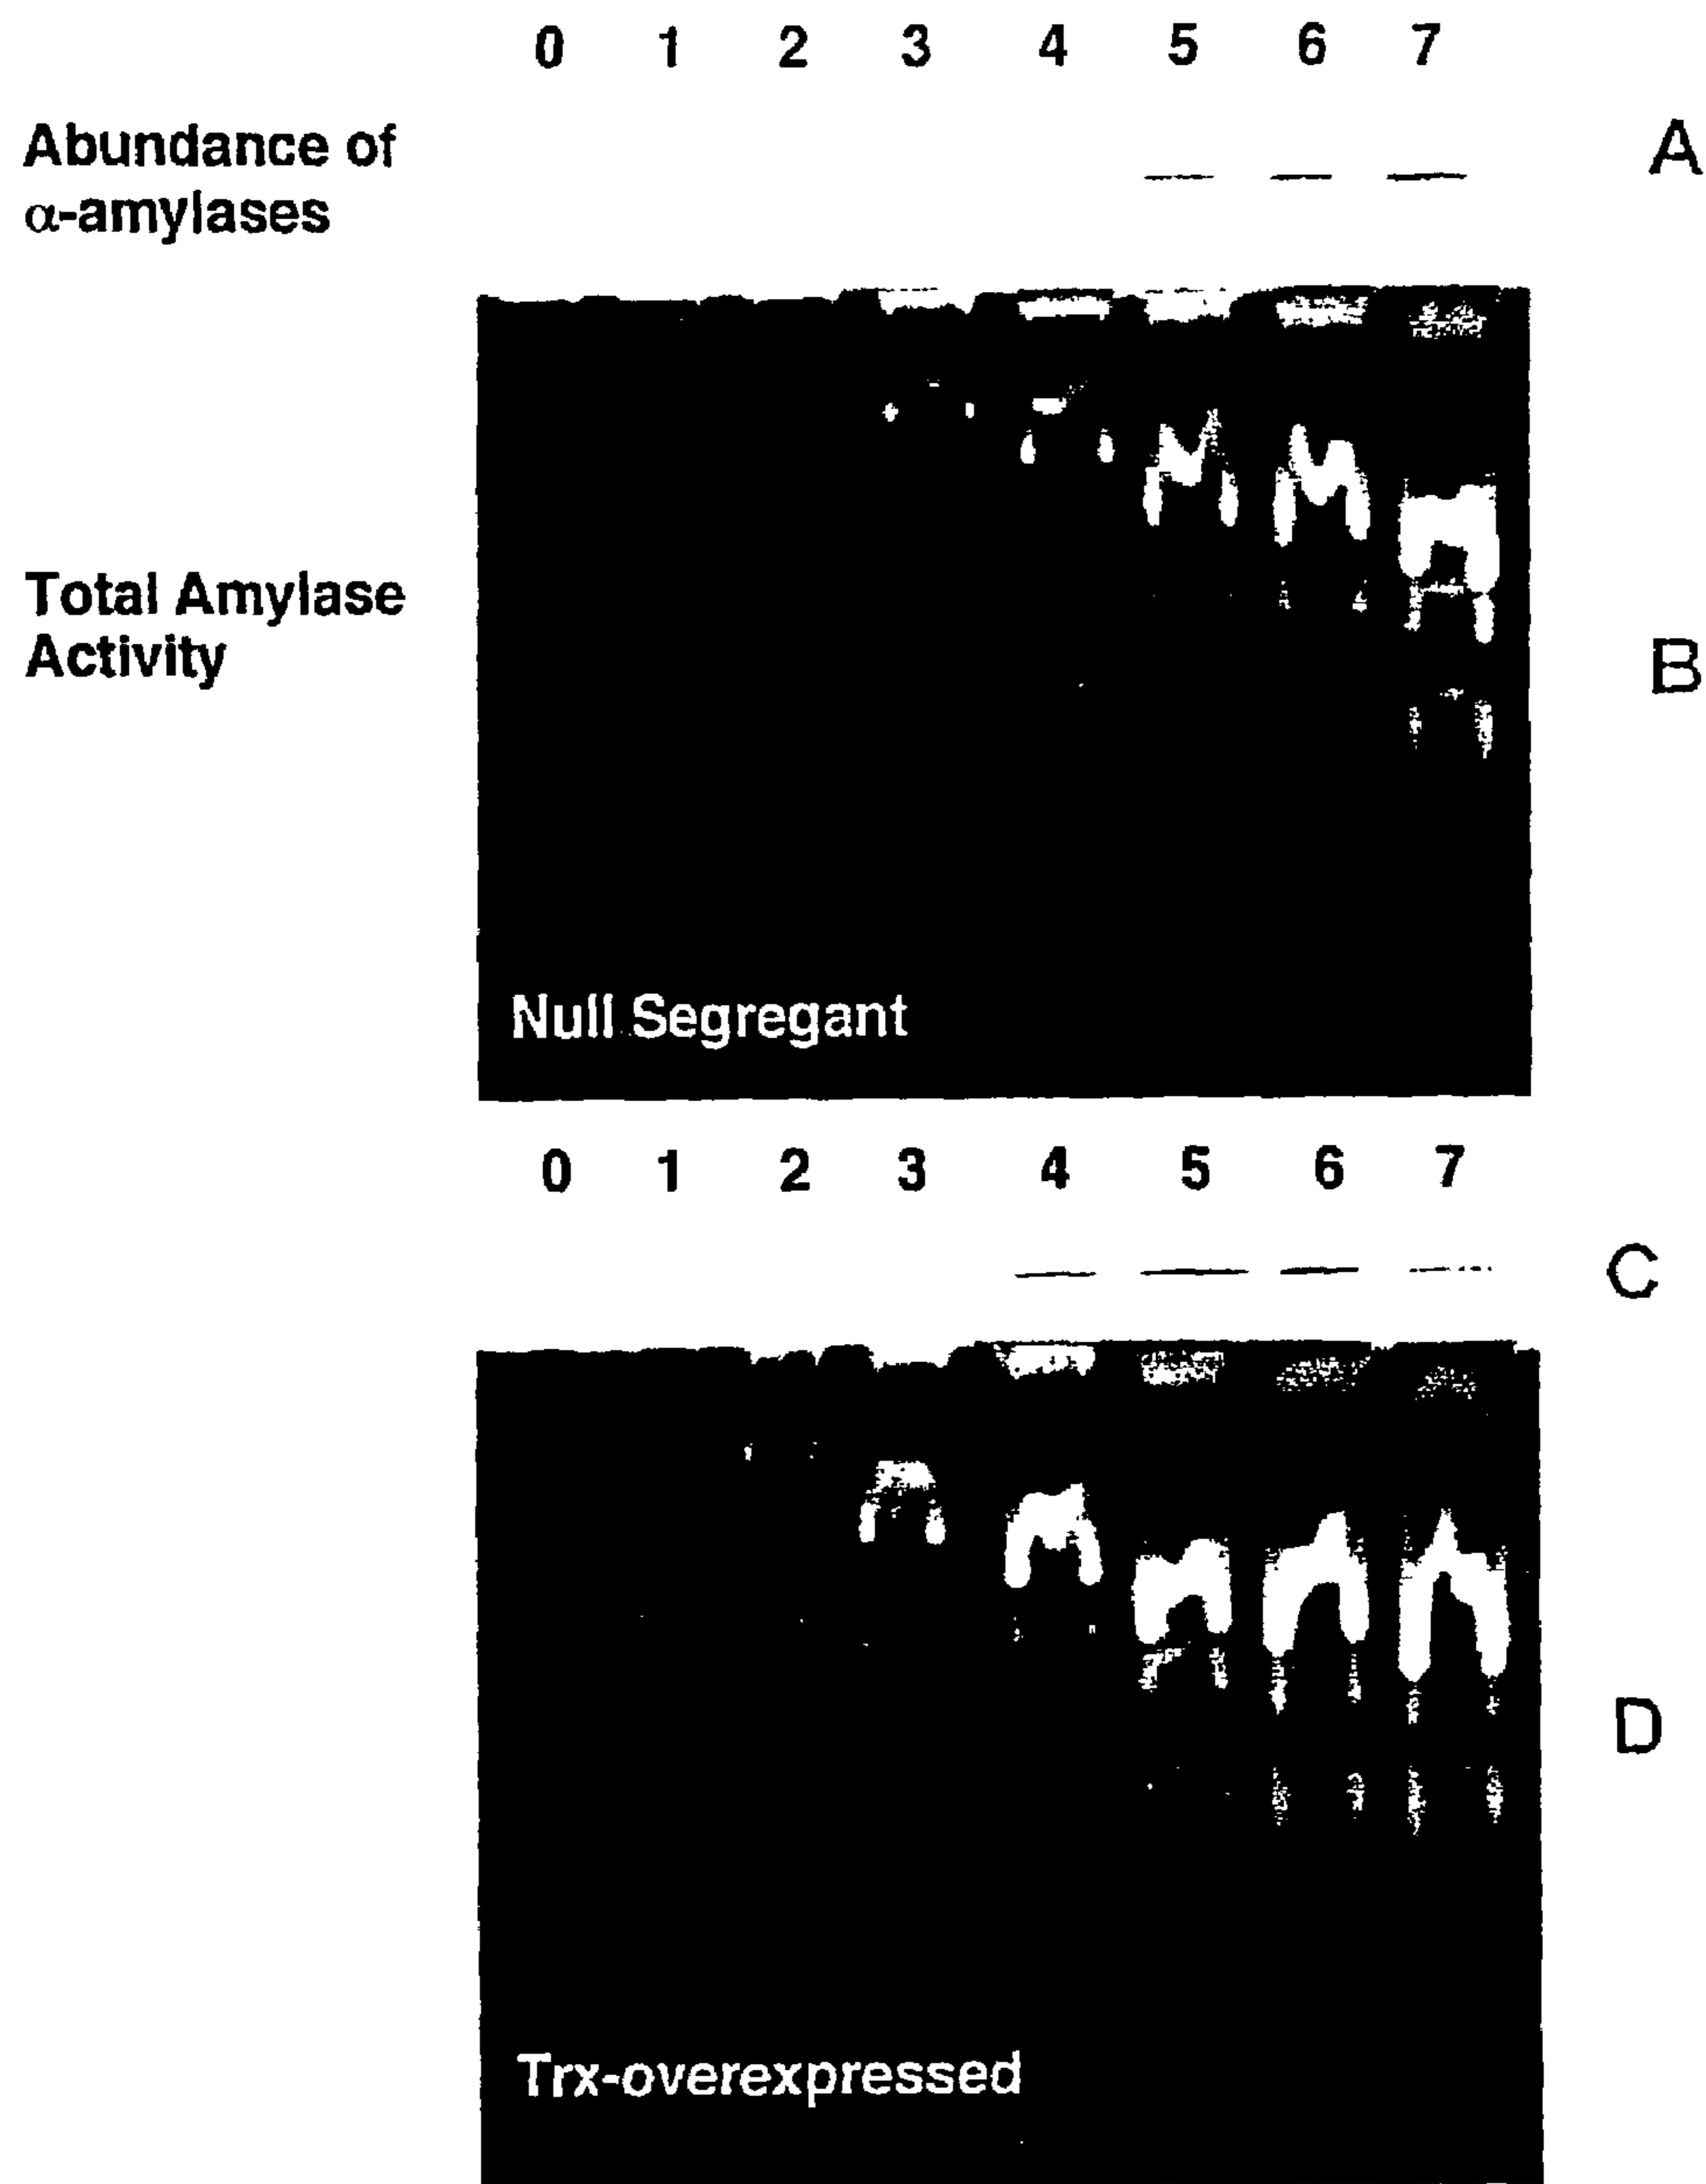 0 1 2 3 4 5 6 7
Abundance of
α-amylases
A
Total Amylase
Activity
B
Null Segregant
0 1 2 3 4 5 6 7
C
D
Trx-overexpressed